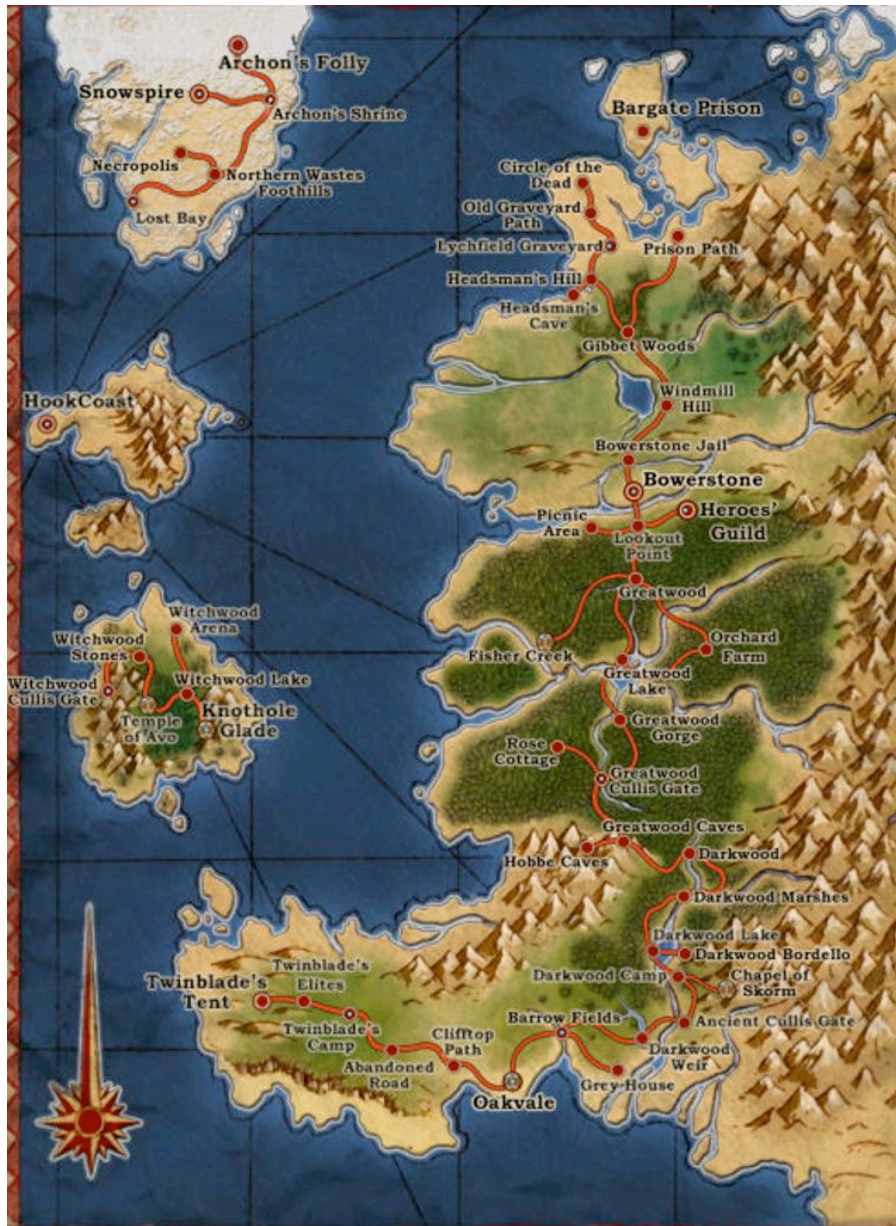 Archon's Folly
Snowspire
Archon's Shrine
Necropolis
Northern Wastes
Foothills
Lost Bay
Bargate Prison
Circle of the
Dead
Old Graveyard
Path
Lychfield Graveyard
Prison Path
Headsman's Hill
Headsman's
Cave
Gibbet Woods
HookCoast
Windmill
Hill
Bowerstone Jail
Bowerstone
Heroes'
Guild
Picnic
Area
Lookout
Point
Greatwood
Fisher Creek
Orchard
Farm
Greatwood
Lake
Witchwood
Arena
Witchwood
Stones
Witchwood
Cullis Gate
Witchwood Lake
Temple
of Avo
Knothole
Glade
Greatwood
Gorge
Rose
Cottage
Greatwood
Cullis Gate
Greatwood Caves
Hobbe Caves
Darkwood
Darkwood Marshes
Darkwood Lake
Darkwood Bordello
Darkwood Camp
Chapel of
Skorm
Twinblade's
Tent
Twinblade's
Elites
Twinblade's
Camp
Abandoned
Road
Clifftop
Path
Oakvale
Barrow Fields
Ancient Cullis Gate
Darkwood
Weir
Grey House